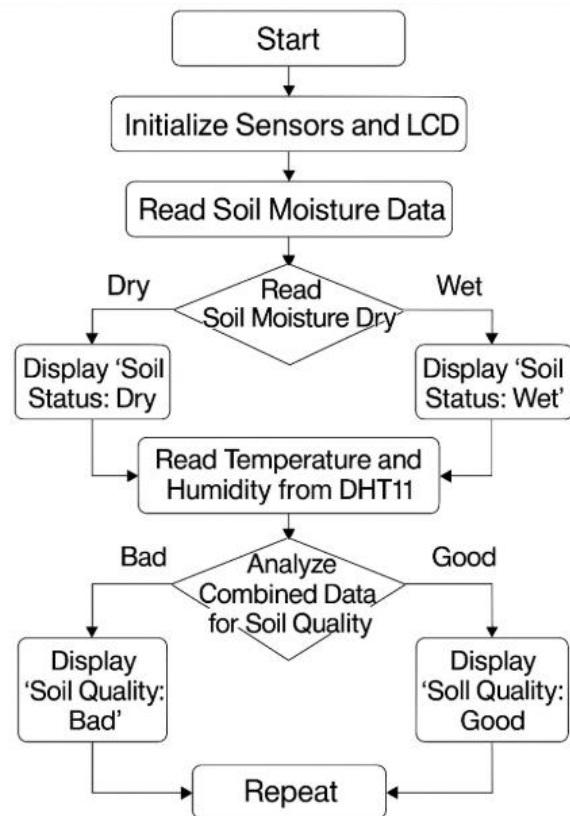 Start
Initialize Sensors and LCD
Read Soil Moisture Data
Dry
Read
Soil Moisture Dry
Wet
Display ‘Soil
Status: Dry
Display ‘Soil
Status: Wet’
Read Temperature and
Humidity from DHT11
Bad
Analyze
Combined Data
for Soil Quality
Good
Display
‘Soil Quality:
Bad’
Display
‘Soll Quality:
Good
Repeat